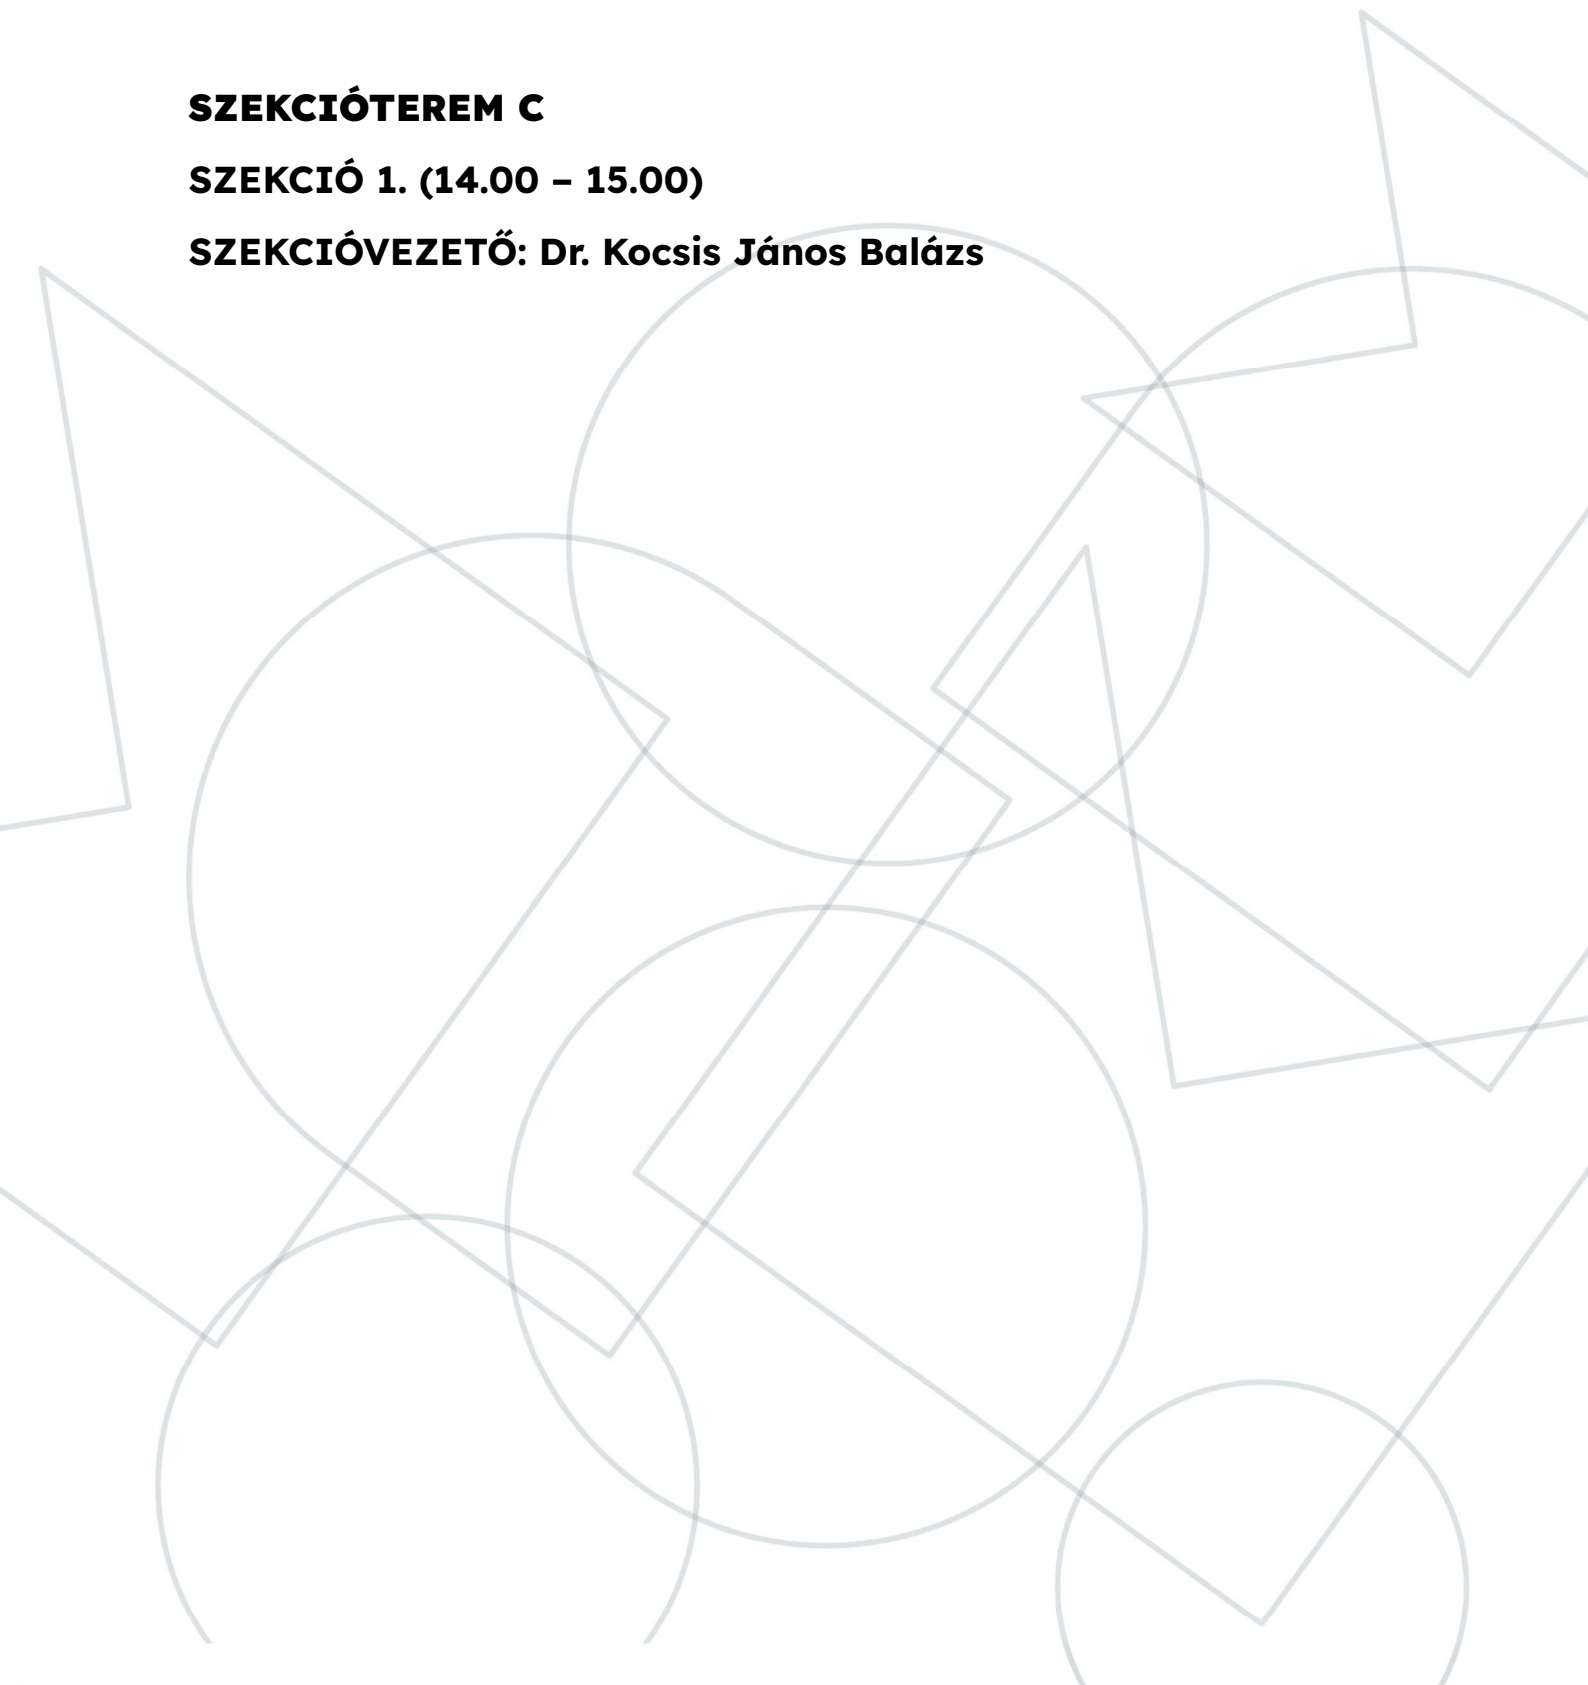 SZEKCIÓTEREM C
SZEKCIÓ 1. (14.00 – 15.00)
SZEKCIÓVEZETŐ: Dr. Kocsis János Balázs